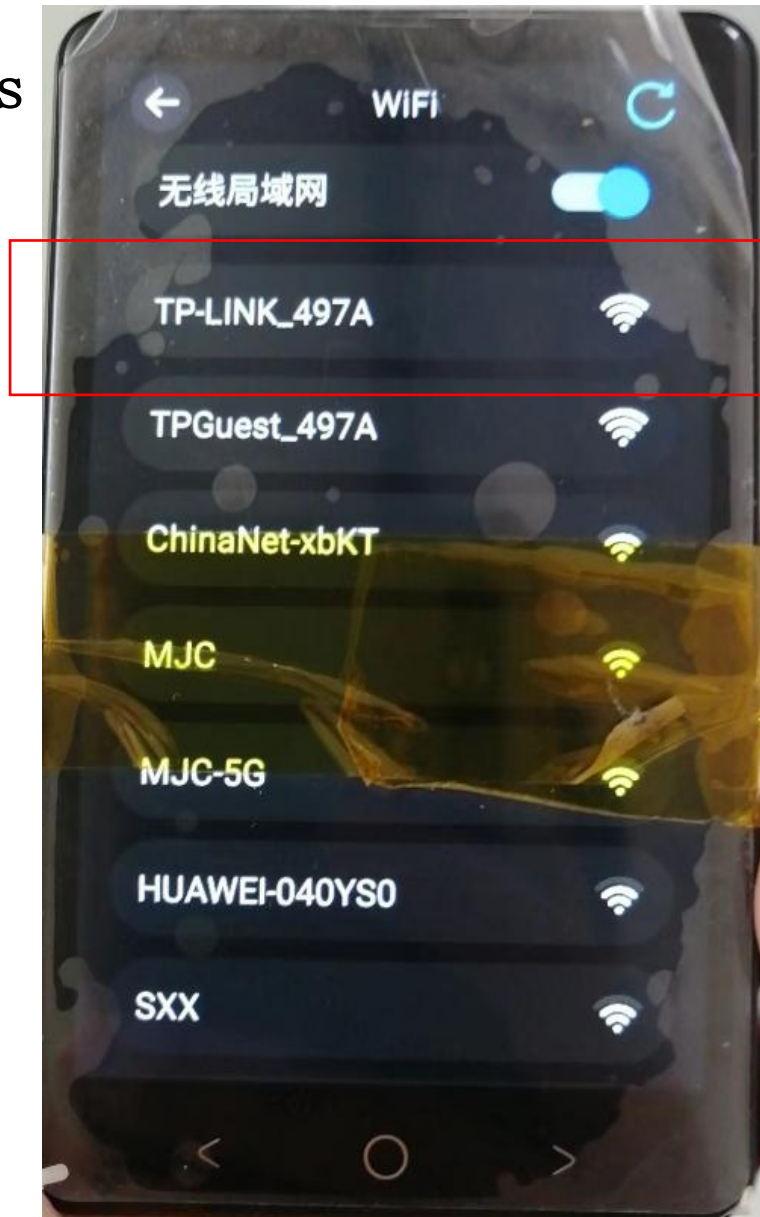 s
WiFi
无线局域网
TP-LINK_497A
TPGuest_497A
ChinaNet-xbKT
MJC
MJC-5G
HUAWEI-040YS0
SXX